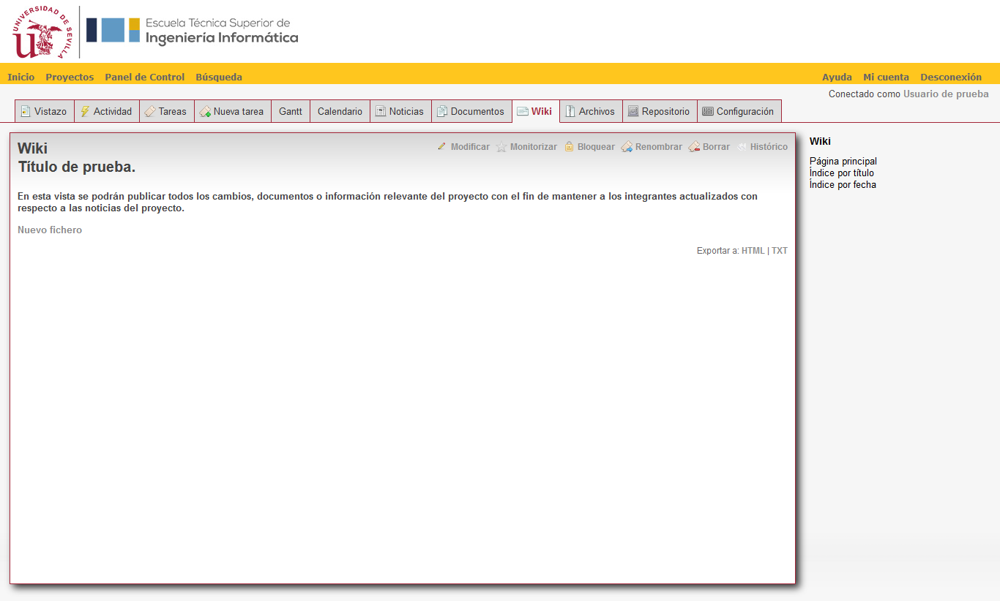 UNIVERSIDAD DE SEVILLA
Escuela Técnica Superior de
Ingeniería Informática
Inicio Proyectos Panel de Control Búsqueda Ayuda Mi cuenta Desconexión
Conectado como Usuario de prueba
Vistazo Actividad Tareas Nueva tarea Gantt Calendario Noticias Documentos Wiki Archivos Repositorio Configuración
Wiki
Modificar Monitorizar Bloquear Renombrar Borrar Histórico
Título de prueba.
En esta vista se podrán publicar todos los cambios, documentos o información relevante del proyecto con el fin de mantener a los integrantes actualizados con
respecto a las noticias del proyecto.
Nuevo fichero
Exportar a: HTML | TXT
Wiki
Página principal
Índice por título
Índice por fecha